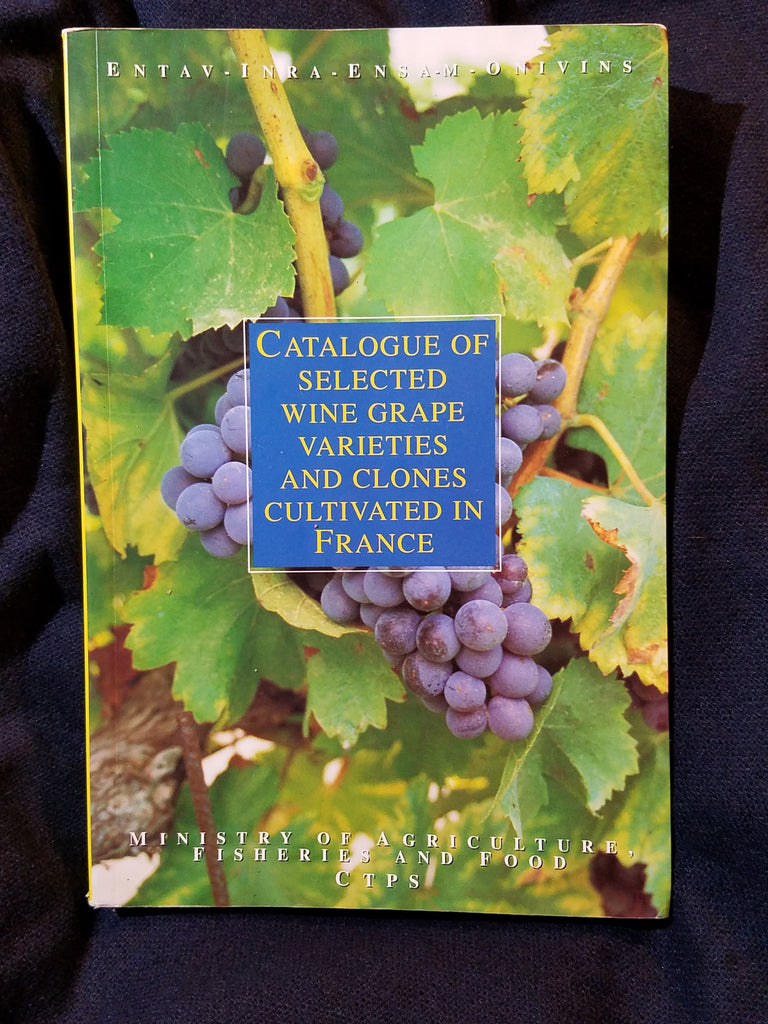 ENTAV-INRA-ENSA-M-ONIVINS
CATALOGUE OF
SELECTED
WINE GRAPE
VARIETIES
AND CLONES
CULTIVATED IN
FRANCE
MINISTRY OF AGRICULTURE,
FISHERIES AND FOOD
CTPS